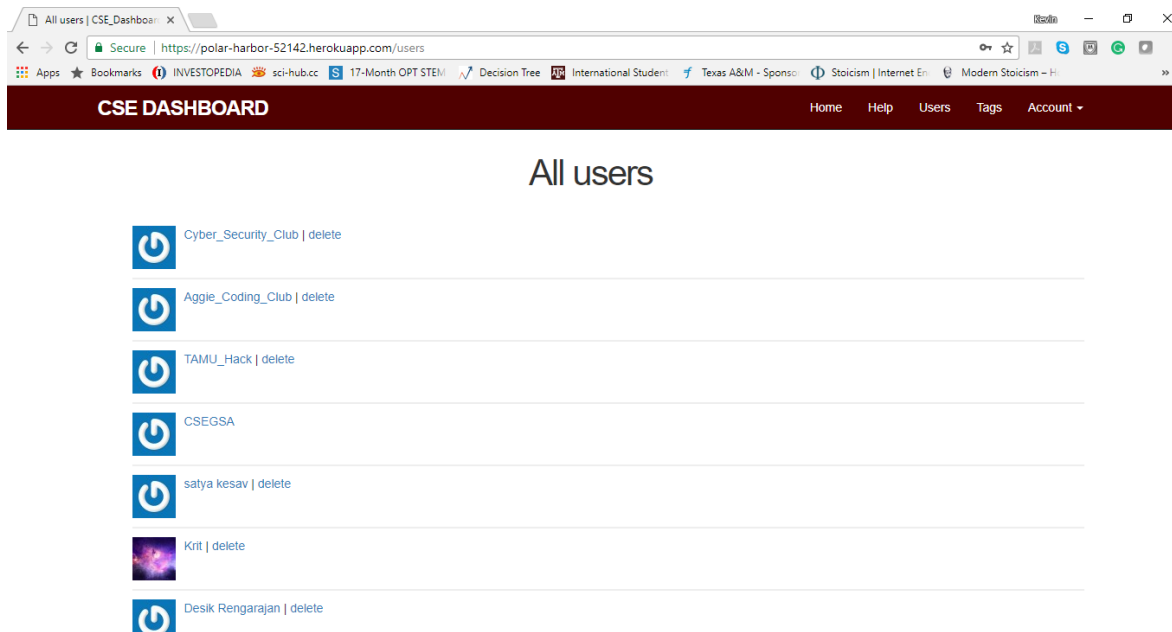 All users | CSE_Dashboar
Kevin
Secure | https://polar-harbor-52142.herokuapp.com/users
Apps Bookmarks INVESTOPEDIA sci-hub.cc 17-Month OPT STEM Decision Tree International Student Texas A&M - Sponso Stoicism | Internet En Modern Stoicism – H »
CSE DASHBOARD Home Help Users Tags Account
All users
Cyber_Security_Club | delete
Aggie_Coding_Club | delete
TAMU_Hack | delete
CSEGSA
satya kesav | delete
Krit | delete
Desik Rengarajan | delete